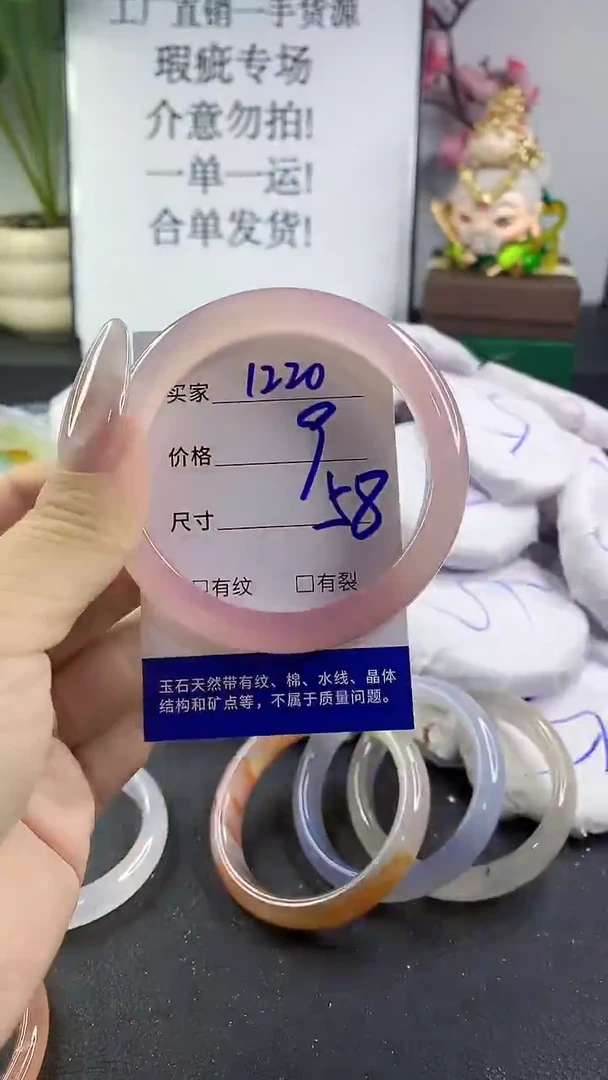 工厂直销一手货源
瑕疵专场
介意勿拍!
一单一运!
合单发货!
买家 1220
价格 9
尺寸 58
□有纹 □有裂
玉石天然带有纹、棉、水线、晶体
结构和矿点等，不属于质量问题。